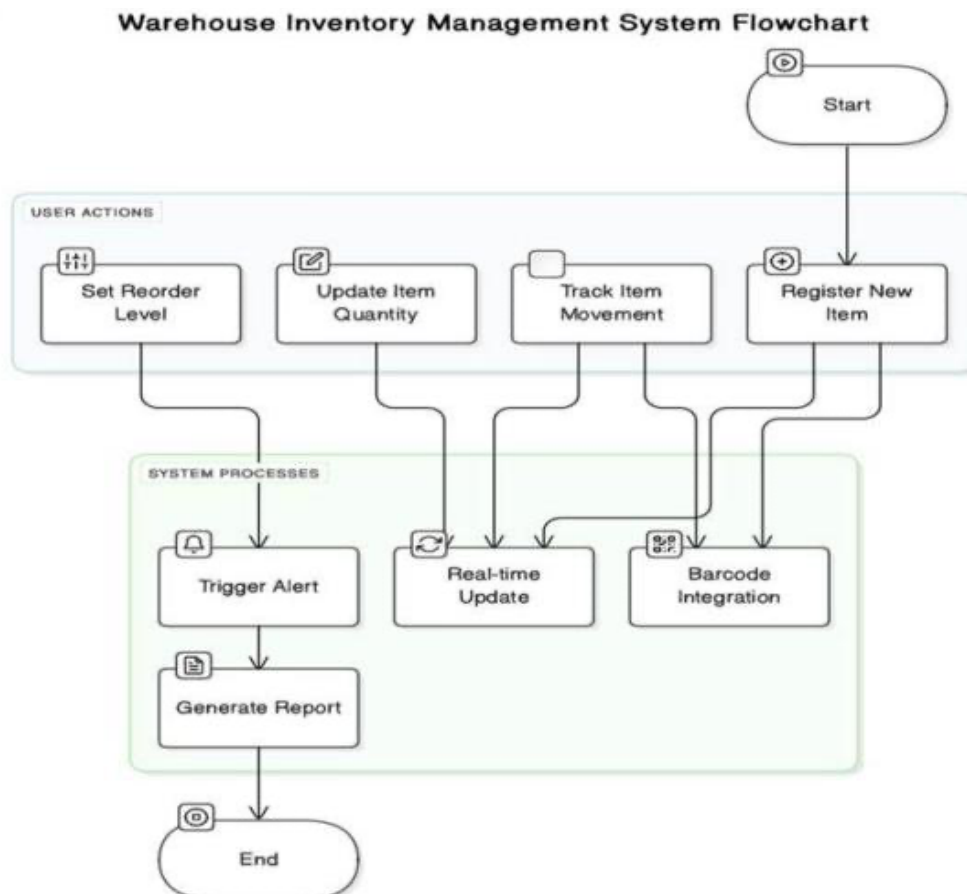 Warehouse Inventory Management System Flowchart
Start
USER ACTIONS
Set Reorder
Level
Update Item
Quantity
Track Item
Movement
Register New
Item
SYSTEM PROCESSES
Trigger Alert
Real-time
Update
Barcode
Integration
Generate Report
End